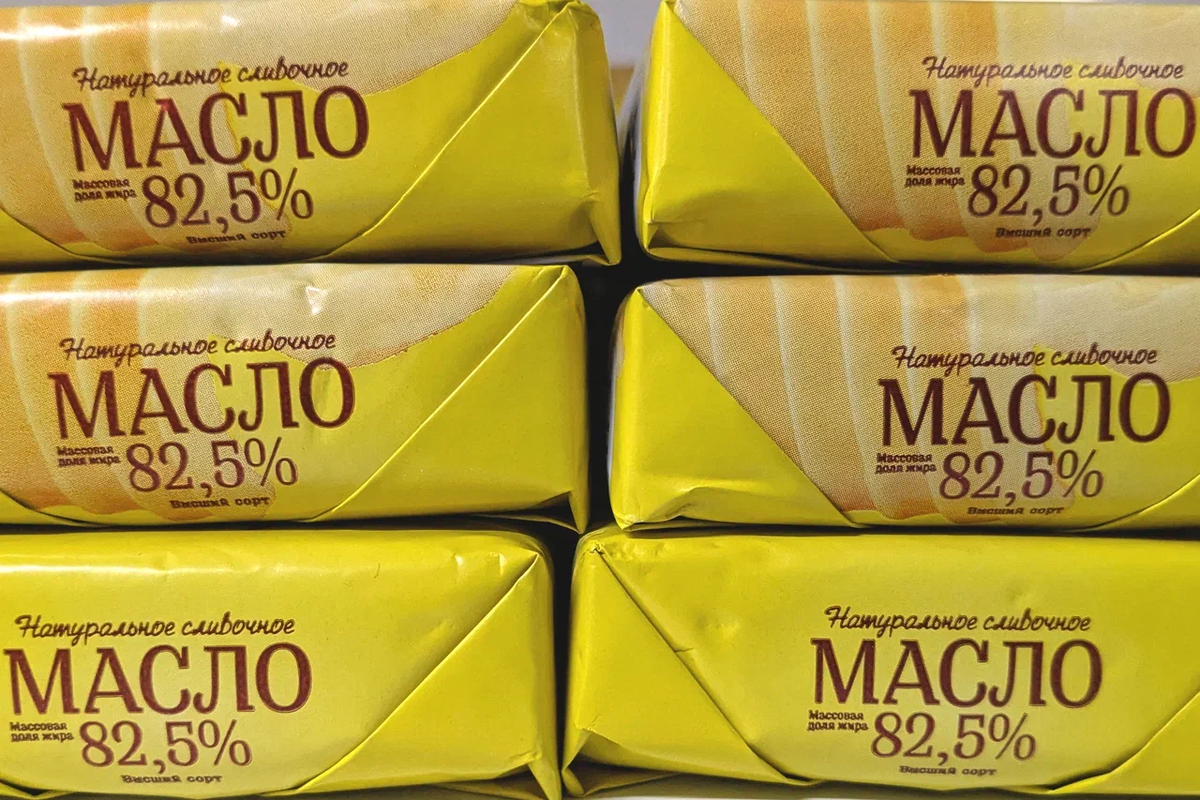 Натуральное сливочное
МАСЛО
Массовая
доля жира
82,5%
Высший сорт
Натуральное сливочное
МАСЛО
Массовая
доля жира
82,5%
Высший сорт
Натуральное сливочное
МАСЛО
Массовая
доля жира
82,5%
Высший сорт
Натуральное сливочное
МАСЛО
Массовая
доля жира
82,5%
Высший сорт
Натуральное сливочное
МАСЛО
Массовая
доля жира
82,5%
Высший сорт
Натуральное сливочное
МАСЛО
Массовая
доля жира
82,5%
Высший сорт